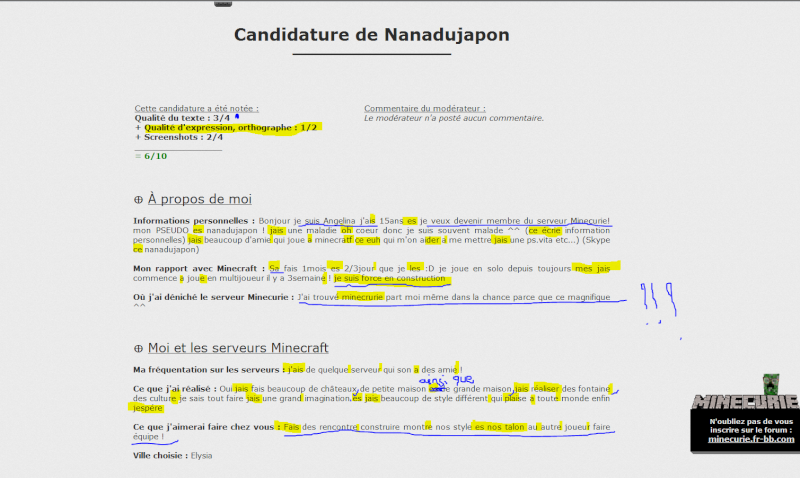 Candidature de Nanadujapon
Cette candidature a été notée :
Qualité du texte : 3/4
+ Qualité d'expression, orthographe : 1/2
+ Screenshots : 2/4
= 6/10
Commentaire du modérateur :
Le modérateur n'a posté aucun commentaire.
⊕ À propos de moi
Informations personnelles : Bonjour je suis Angelina j'ais 15ans es je veux devenir membre du serveur Minecurie!
mon PSEUDO es nanadujapon ! jais une maladie oh coeur donc je suis souvent malade ^^ (ce écrie information
personnelles) jais beaucoup d'amie qui joue a minecratf ce euh qui m'on aider a me mettre jais une ps.vita etc...) (Skype
ce nanadujapon)
Mon rapport avec Minecraft : Sa fais 1mois es 2/3jour que je les :D je joue en solo depuis toujours mes jais
commence a joue en multijoueur il y a 3semaine ! je suis force en construction
Où j'ai déniché le serveur Minecurie : J'ai trouvé minecrurie part moi même dans la chance parce que ce magnifique
^^
!!!
⊕ Moi et les serveurs Minecraft
Ma fréquentation sur les serveurs : j'ais de quelque serveur qui son a des amie !
ainsi que
Ce que j'ai réalisé : Oui jais fais beaucoup de châteaux de petite maison de grande maison, jais réaliser des fontaine
des culture je sais tout faire jais une grand imagination es jais beaucoup de style différent qui plaise a toute monde enfin
jespére
Ce que j'aimerai faire chez vous : Fais des rencontre construire montre nos style es nos talon au autre joueur faire
équipe !
Ville choisie : Elysia
MINECURIE
N'oubliez pas de vous
inscrire sur le forum :
minecurie.fr-bb.com